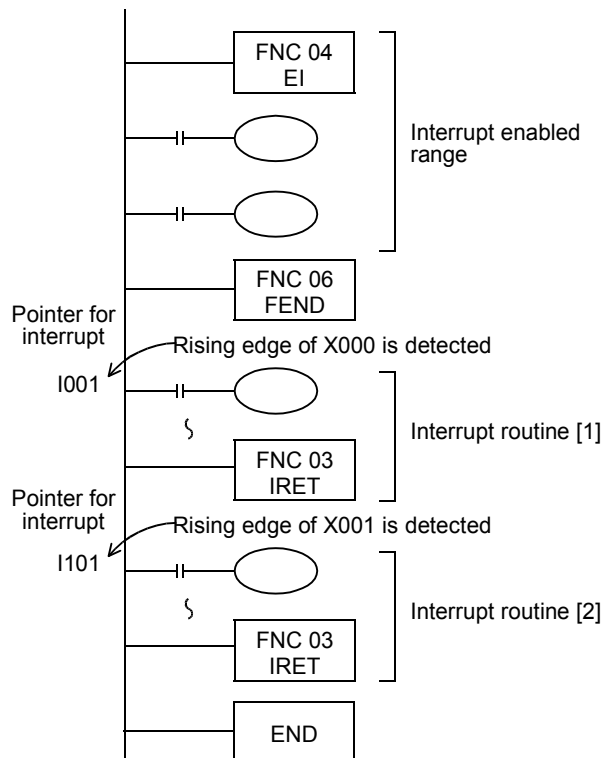 FNC 04
EI
Interrupt enabled
range
FNC 06
FEND
Pointer for
interrupt
Rising edge of X000 is detected
I001
Interrupt routine [1]
FNC 03
IRET
Pointer for
interrupt
Rising edge of X001 is detected
I101
Interrupt routine [2]
FNC 03
IRET
END